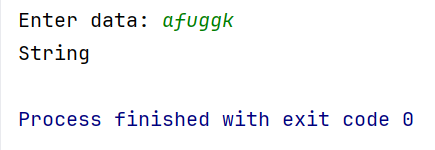 Enter data: afuggk
String
Process finished with exit code 0